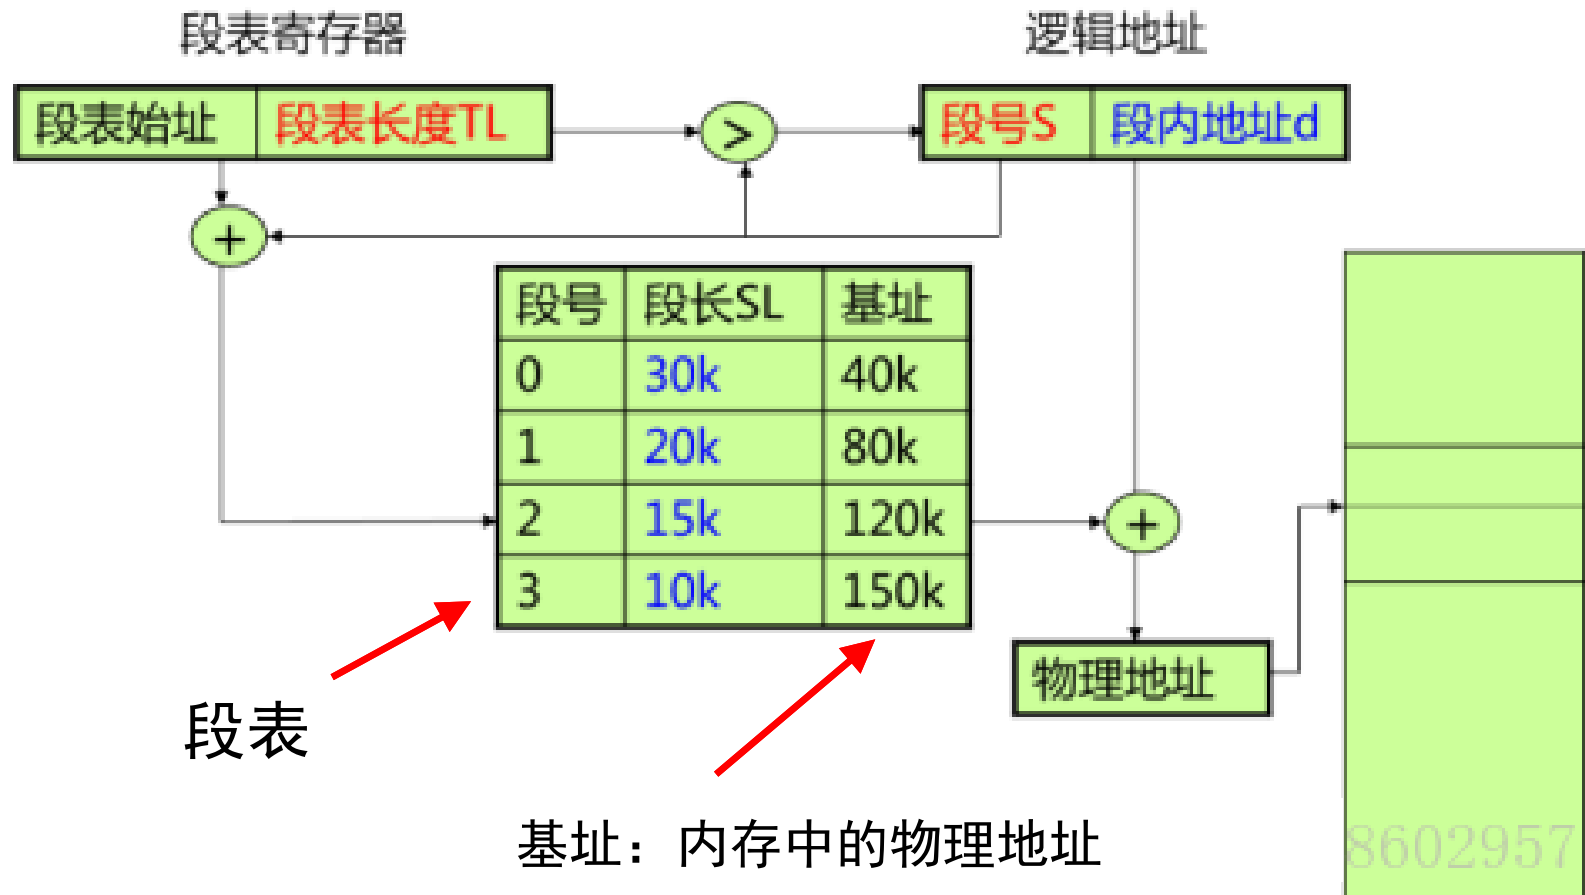 段表寄存器 逻辑地址
段表始址 段表长度TL > 段号S 段内地址d
+
段号 段长SL 基址
0 30k 40k
1 20k 80k
2 15k 120k
+
3 10k 150k
物理地址
段表
基址：内存中的物理地址
8602957